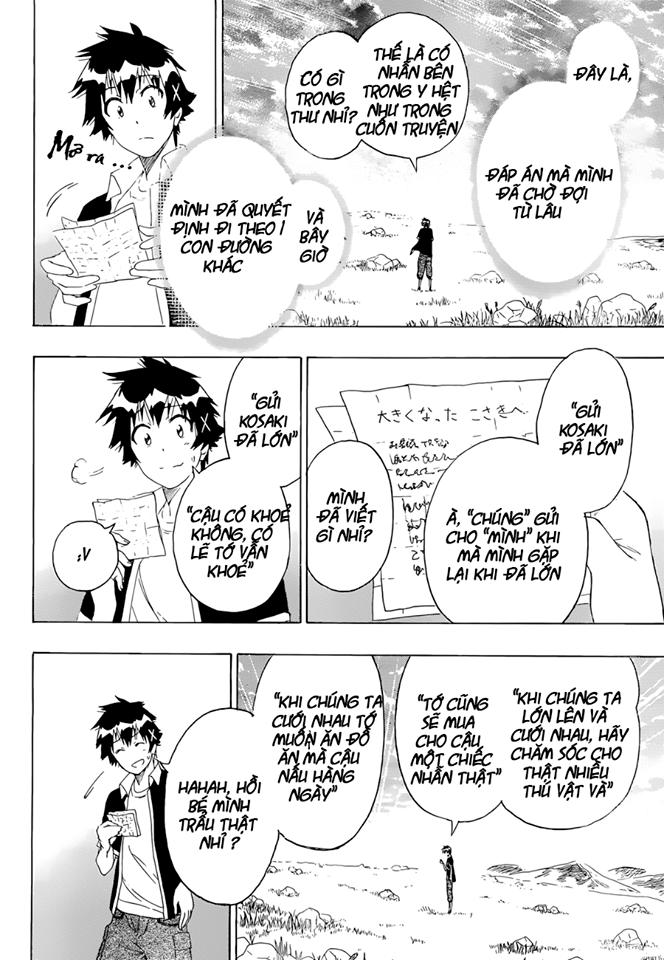 ĐÂY LÀ,
ĐÁP ÁN MÀ MÌNH
ĐÃ CHỜ ĐỢI
TỪ LÂU
THẾ LÀ CÓ
NHẪN BÊN
TRONG Y HỆT
NHƯ TRONG
CUỐN TRUYỆN
CÓ GÌ
TRONG
THƯ NHỈ?
VÀ
BÂY
GIỜ
MÌNH ĐÃ QUYẾT
ĐỊNH ĐI THEO 1
CON ĐƯỜNG
KHÁC
Mở ra ...
"GỬI
KOSAKI
ĐÃ LỚN"
À, "CHÚNG" GỬI
CHO "MÌNH" KHI
MÀ MÌNH GẶP
LẠI KHI ĐÃ LỚN
大きくなった こさきへ
MÌNH
ĐÃ VIẾT
GÌ NHỈ?
"GỬI
KOSAKI
ĐÃ LỚN"
"CẬU CÓ KHOẺ
KHÔNG, CÓ
LẼ TỚ VẪN
KHOẺ"
;V
"KHI CHÚNG TA
LỚN LÊN VÀ
CƯỚI NHAU, HÃY
CHĂM SÓC CHO
THẬT NHIỀU
THÚ VẬT VÀ"
"TỚ CŨNG
SẼ MUA
CHO CẬU,
MỘT CHIẾC
NHẪN THẬT"
"KHI CHÚNG TA
CƯỚI NHAU TỚ
MUỐN ĂN ĐỒ
ĂN MÀ CẬU
NẤU HÀNG
NGÀY"
HAHAH, HỒI
BÉ MÌNH
TRẨU THẬT
NHỈ ?